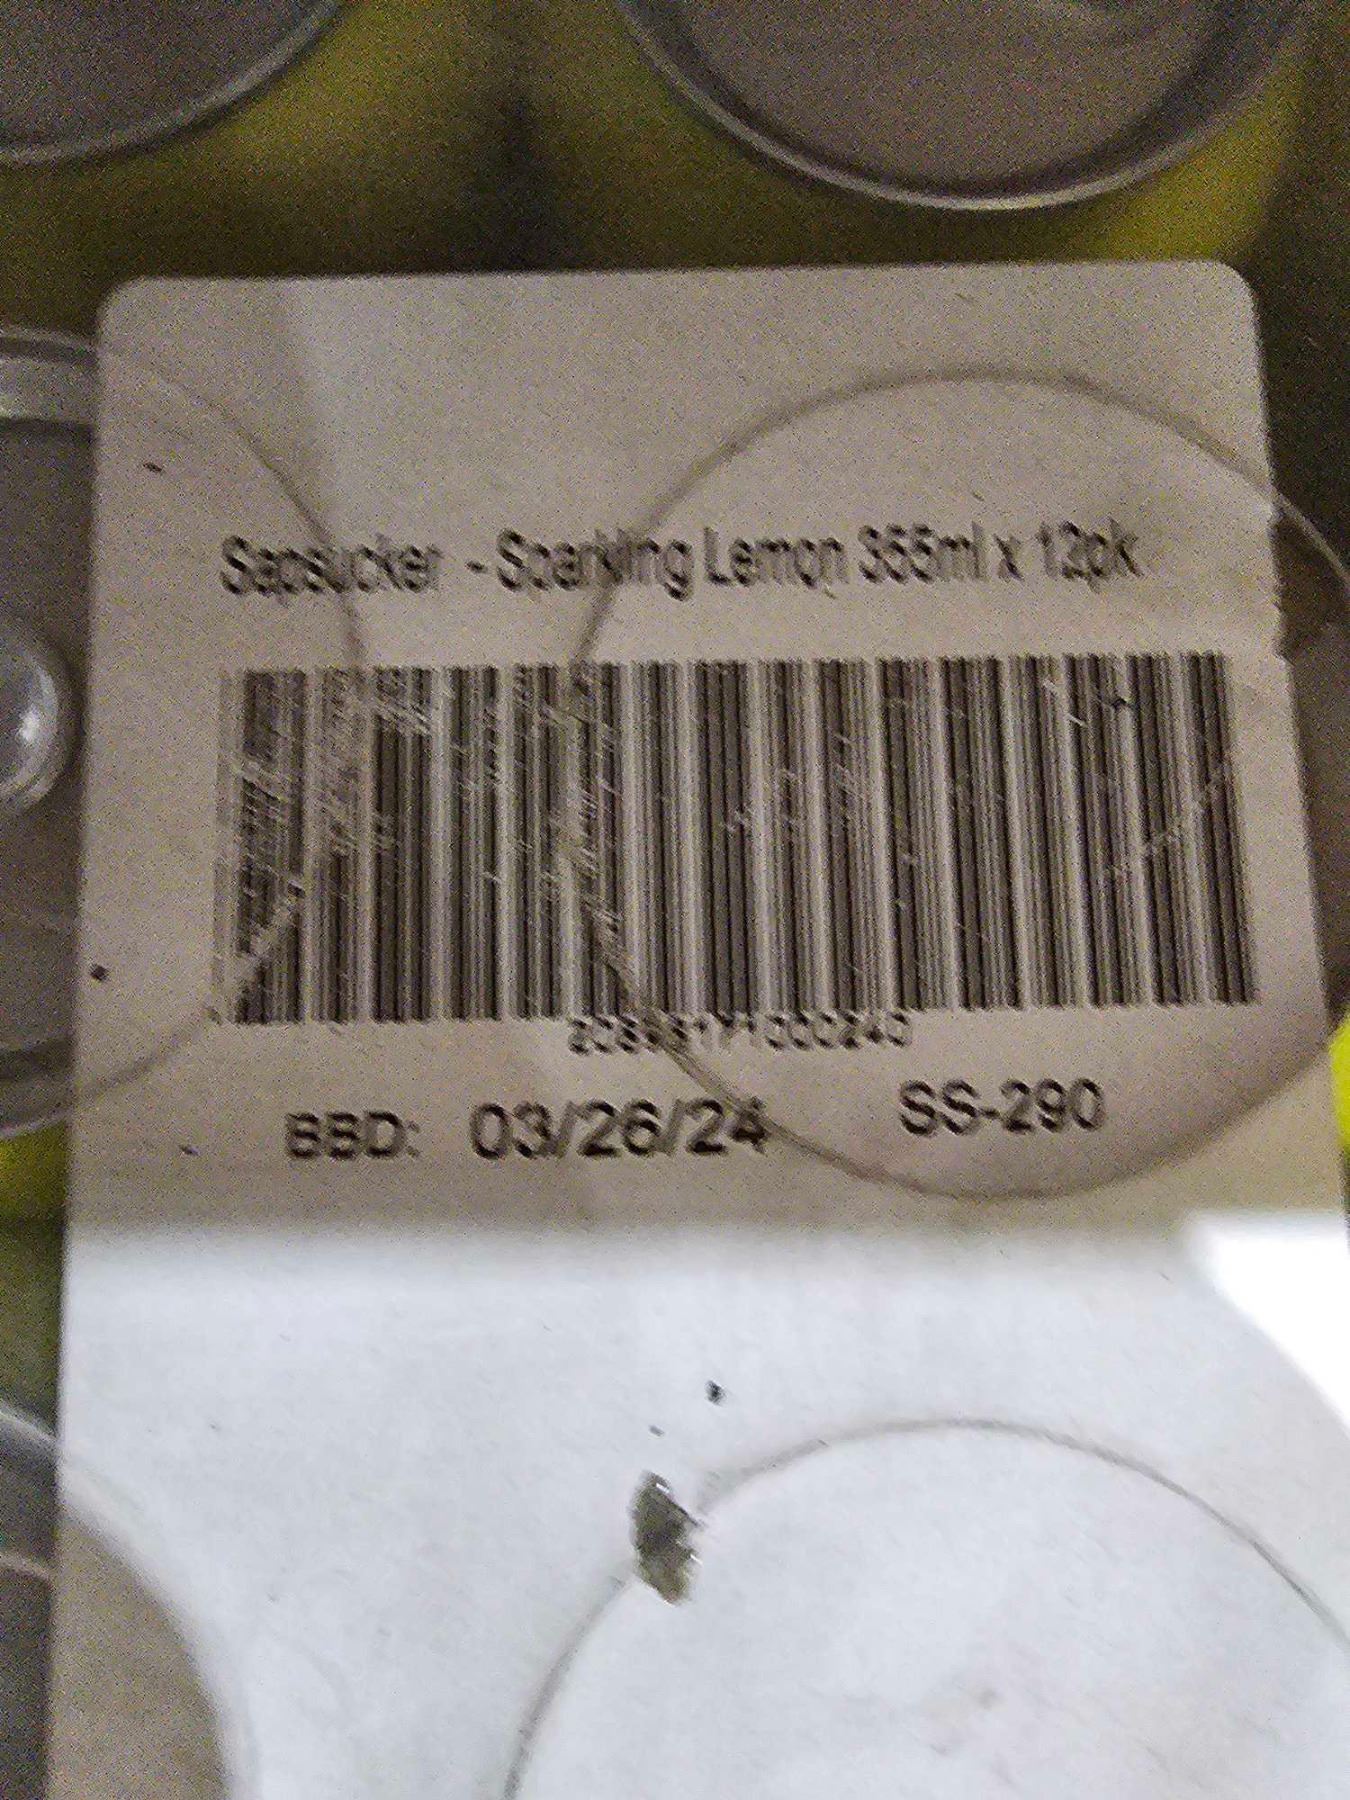 Sapsucker - Sparkling Lemon 355ml x 12pk
BBD: 03/26/24 SS-290